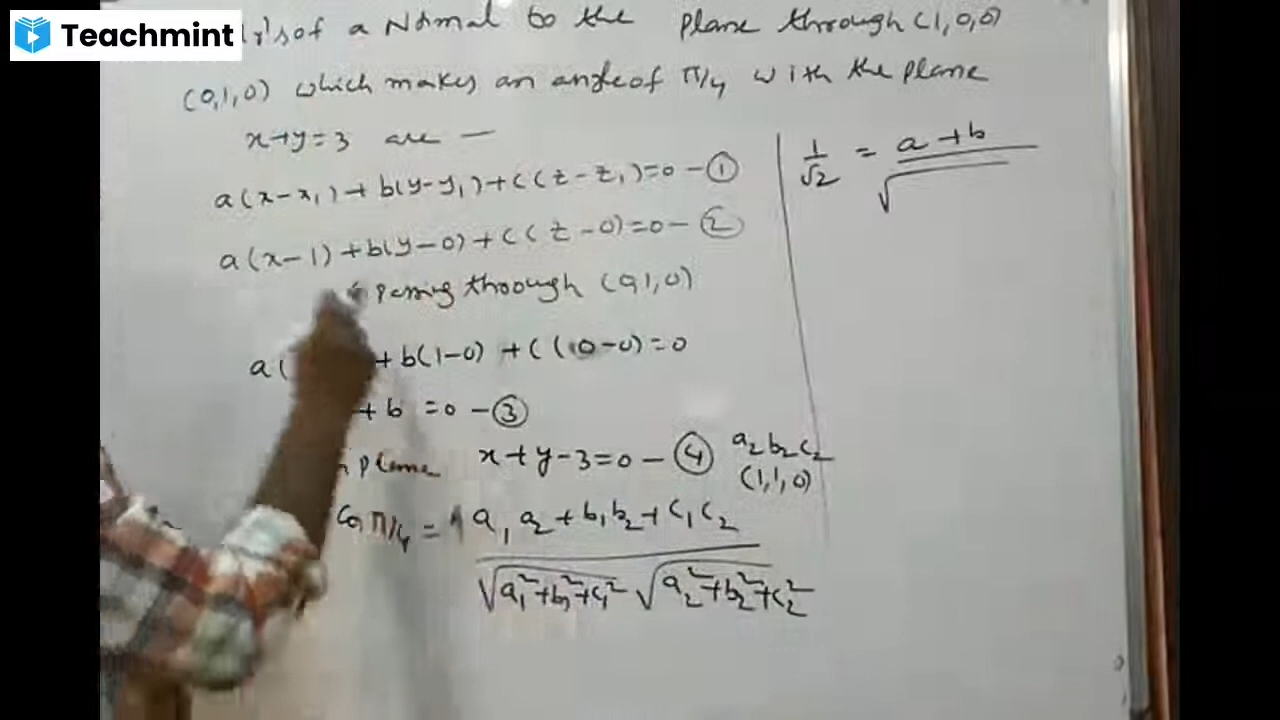 Teachmint
of a Normal to the plane through (1,0,0)
(0,1,0) which makes an angle of π/4 with the plane
x+y=3 are —
a(x-x₁)+b(y-y₁)+c(z-z₁)=0 - ①
a(x-1)+b(y-0)+c(z-0)=0 - ②
passing through (0,1,0)
a( +b(1-0) +c(0-0)=0
+b =0 - ③
plane x+y-3=0 - ④ a₂ b₂ c₂
(1,1,0)
Cos π/4 = a₁a₂+b₁b₂+c₁c₂
√a₁²+b₁²+c₁² √a₂²+b₂²+c₂²
1/√2 = a+b
√